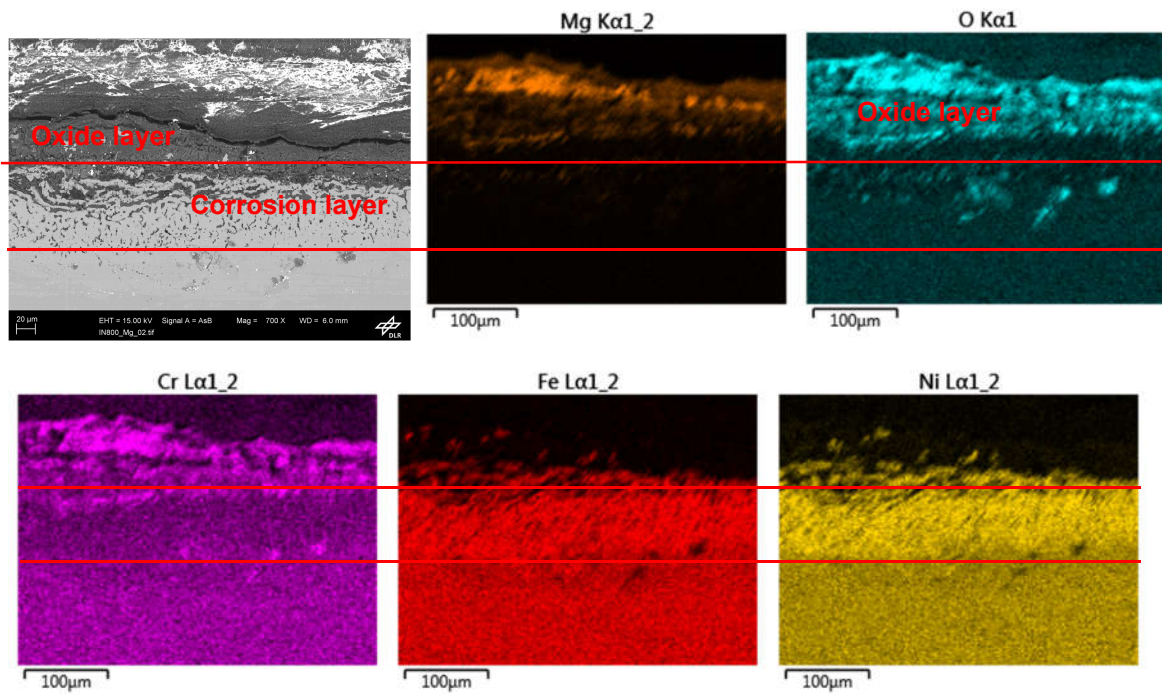 Mg Kα1_2
O Kα1
Oxide layer
Oxide layer
Corrosion layer
20 µm
EHT = 15.00 kV Signal A = AsB Mag = 700 X WD = 6.0 mm
IN800_Mg_02.tif
DLR
100µm
100µm
Cr Lα1_2
Fe Lα1_2
Ni Lα1_2
100µm
100µm
100µm